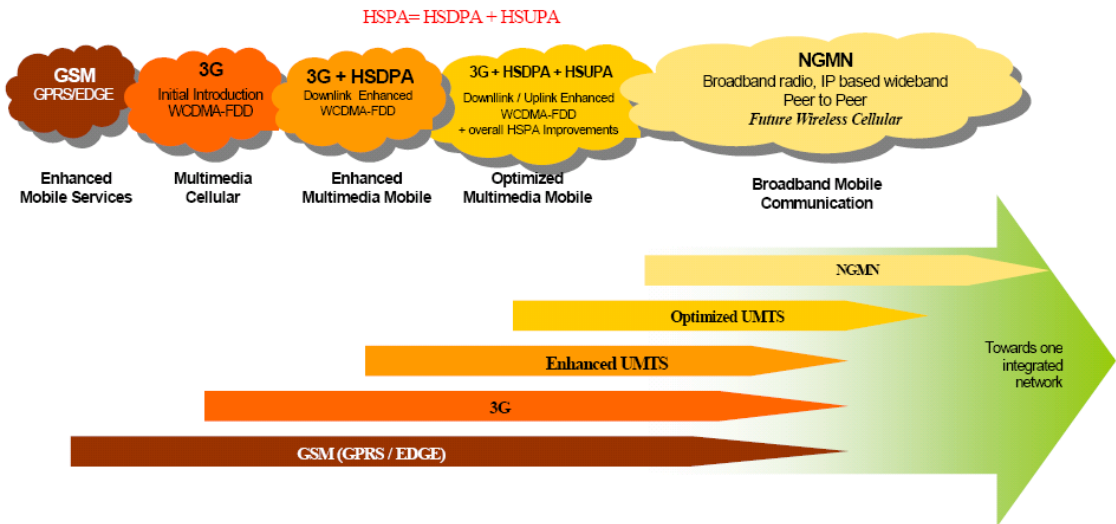 HSPA= HSDPA + HSUPA
GSM
GPRS/EDGE
3G
Initial Introduction
WCDMA-FDD
3G + HSDPA
Downlink Enhanced
WCDMA-FDD
3G + HSDPA + HSUPA
Downllink / Uplink Enhanced
WCDMA-FDD
+ overall HSPA Improvements
NGMN
Broadband radio, IP based wideband
Peer to Peer
Future Wireless Cellular
Enhanced
Mobile Services
Multimedia
Cellular
Enhanced
Multimedia Mobile
Optimized
Multimedia Mobile
Broadband Mobile
Communication
NGMN
Optimized UMTS
Enhanced UMTS
3G
GSM (GPRS / EDGE)
Towards one
integrated
network